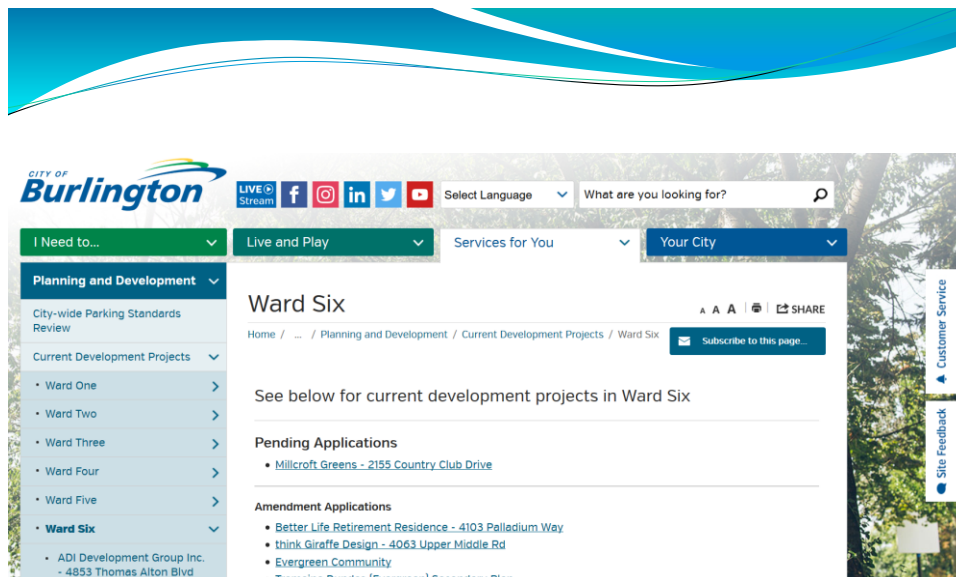 CITY OF
Burlington
LIVE
Stream
Select Language
What are you looking for?
I Need to...
Live and Play
Services for You
Your City
Planning and Development
City-wide Parking Standards
Review
Current Development Projects
• Ward One
• Ward Two
• Ward Three
• Ward Four
• Ward Five
• Ward Six
• ADI Development Group Inc.
- 4853 Thomas Alton Blvd
Ward Six
A A A
SHARE
Home / ... / Planning and Development / Current Development Projects / Ward Six
Subscribe to this page...
See below for current development projects in Ward Six
Pending Applications
• Millcroft Greens - 2155 Country Club Drive
Amendment Applications
• Better Life Retirement Residence - 4103 Palladium Way
• think Giraffe Design - 4063 Upper Middle Rd
• Evergreen Community
Customer Service
Site Feedback